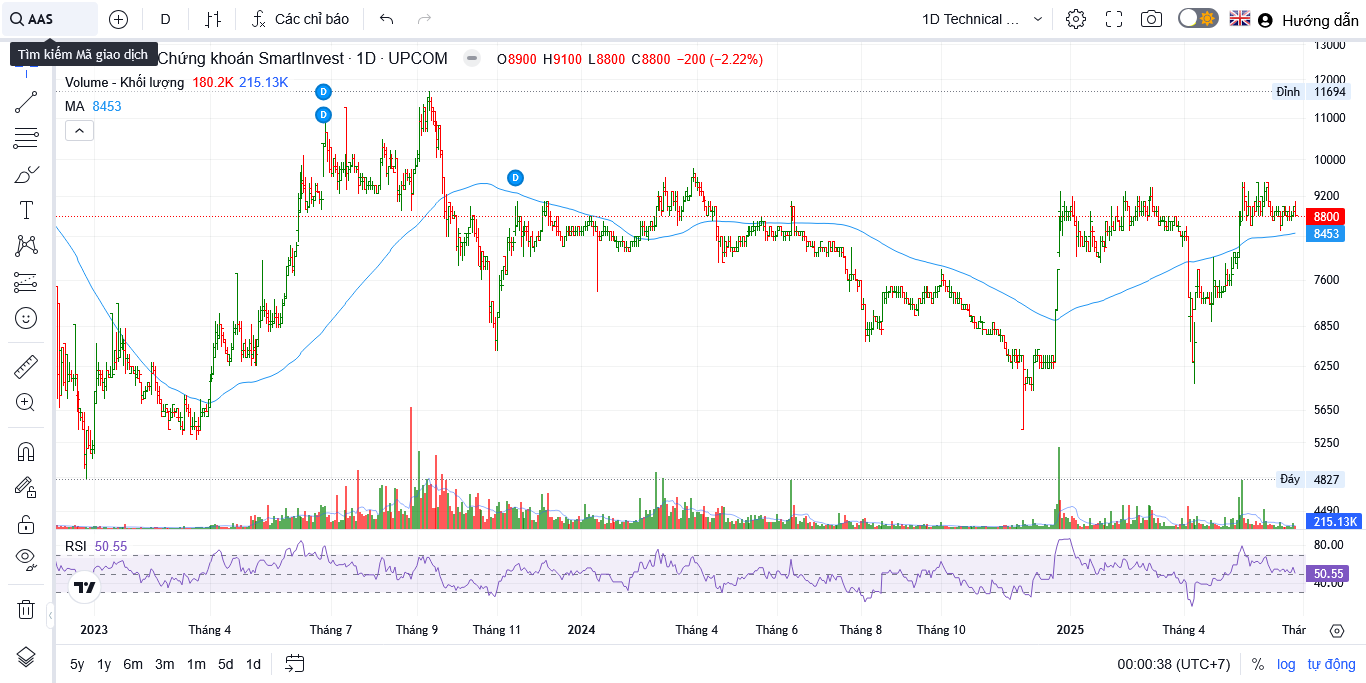 AAS
D
Các chỉ báo
1D Technical ...
Hướng dẫn
Tìm kiếm Mã giao dịch
Chứng khoán SmartInvest · 1D · UPCOM
O8900 H9100 L8800 C8800 −200 (−2.22%)
Volume - Khối lượng 180.2K 215.13K
MA 8453
D
D
D
13000
12000
Đỉnh 11694
11000
10000
9200
8800
8453
7600
6850
6250
5650
5250
Đáy 4827
4490
215.13K
RSI 50.55
80.00
50.55
40.00
2023 Tháng 4 Tháng 7 Tháng 9 Tháng 11 2024 Tháng 4 Tháng 6 Tháng 8 Tháng 10 2025 Tháng 4 Thár
5y 1y 6m 3m 1m 5d 1d
00:00:38 (UTC+7) % log tự động